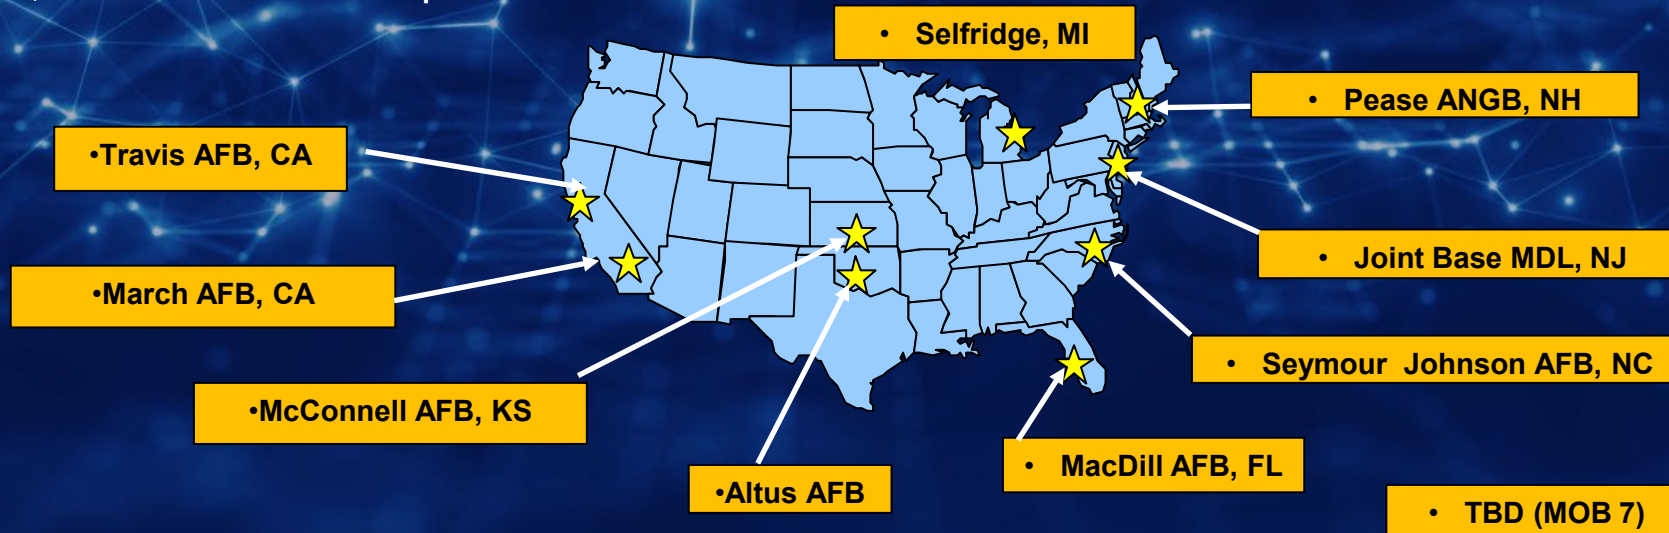 • Selfridge, MI
• Pease ANGB, NH
•Travis AFB, CA
• Joint Base MDL, NJ
•March AFB, CA
• Seymour Johnson AFB, NC
•McConnell AFB, KS
• MacDill AFB, FL
•Altus AFB
• TBD (MOB 7)